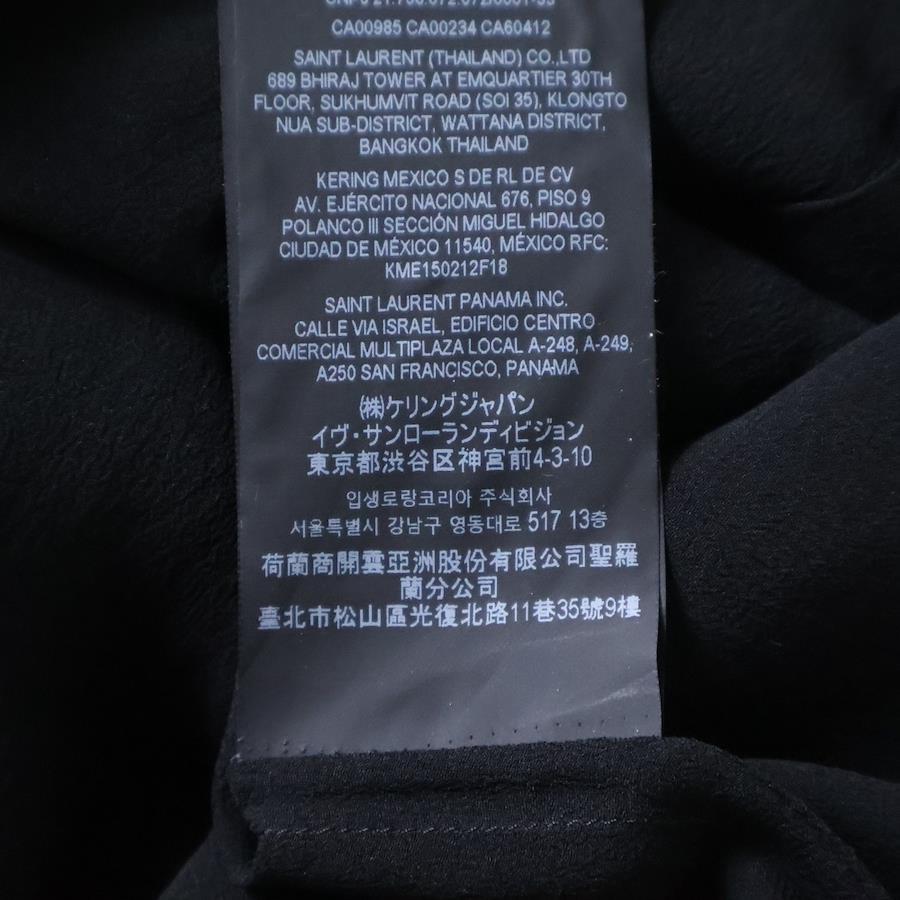 CA00985 CA00234 CA60412
SAINT LAURENT (THAILAND) CO.,LTD
689 BHIRAJ TOWER AT EMQUARTIER 30TH
FLOOR, SUKHUMVIT ROAD (SOI 35), KLONGTO
NUA SUB-DISTRICT, WATTANA DISTRICT,
BANGKOK THAILAND
KERING MEXICO S DE RL DE CV
AV. EJÉRCITO NACIONAL 676, PISO 9
POLANCO III SECCIÓN MIGUEL HIDALGO
CIUDAD DE MÉXICO 11540, MÉXICO RFC:
KME150212F18
SAINT LAURENT PANAMA INC.
CALLE VIA ISRAEL, EDIFICIO CENTRO
COMERCIAL MULTIPLAZA LOCAL A-248, A-249,
A250 SAN FRANCISCO, PANAMA
㈱ケリングジャパン
イヴ・サンローランディビジョン
東京都渋谷区神宮前4-3-10
입생로랑코리아 주식회사
서울특별시 강남구 영동대로 517 13층
荷蘭商開雲亞洲股份有限公司聖羅
蘭分公司
臺北市松山區光復北路11巷35號9樓